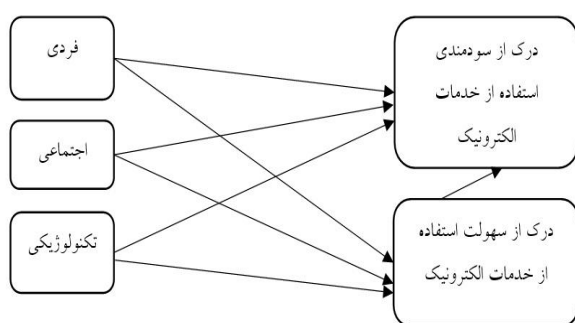 فردی
اجتماعی
تکنولوژیکی
درک از سودمندی
استفاده از خدمات
الکترونیک
درک از سهولت استفاده
از خدمات الکترونیک